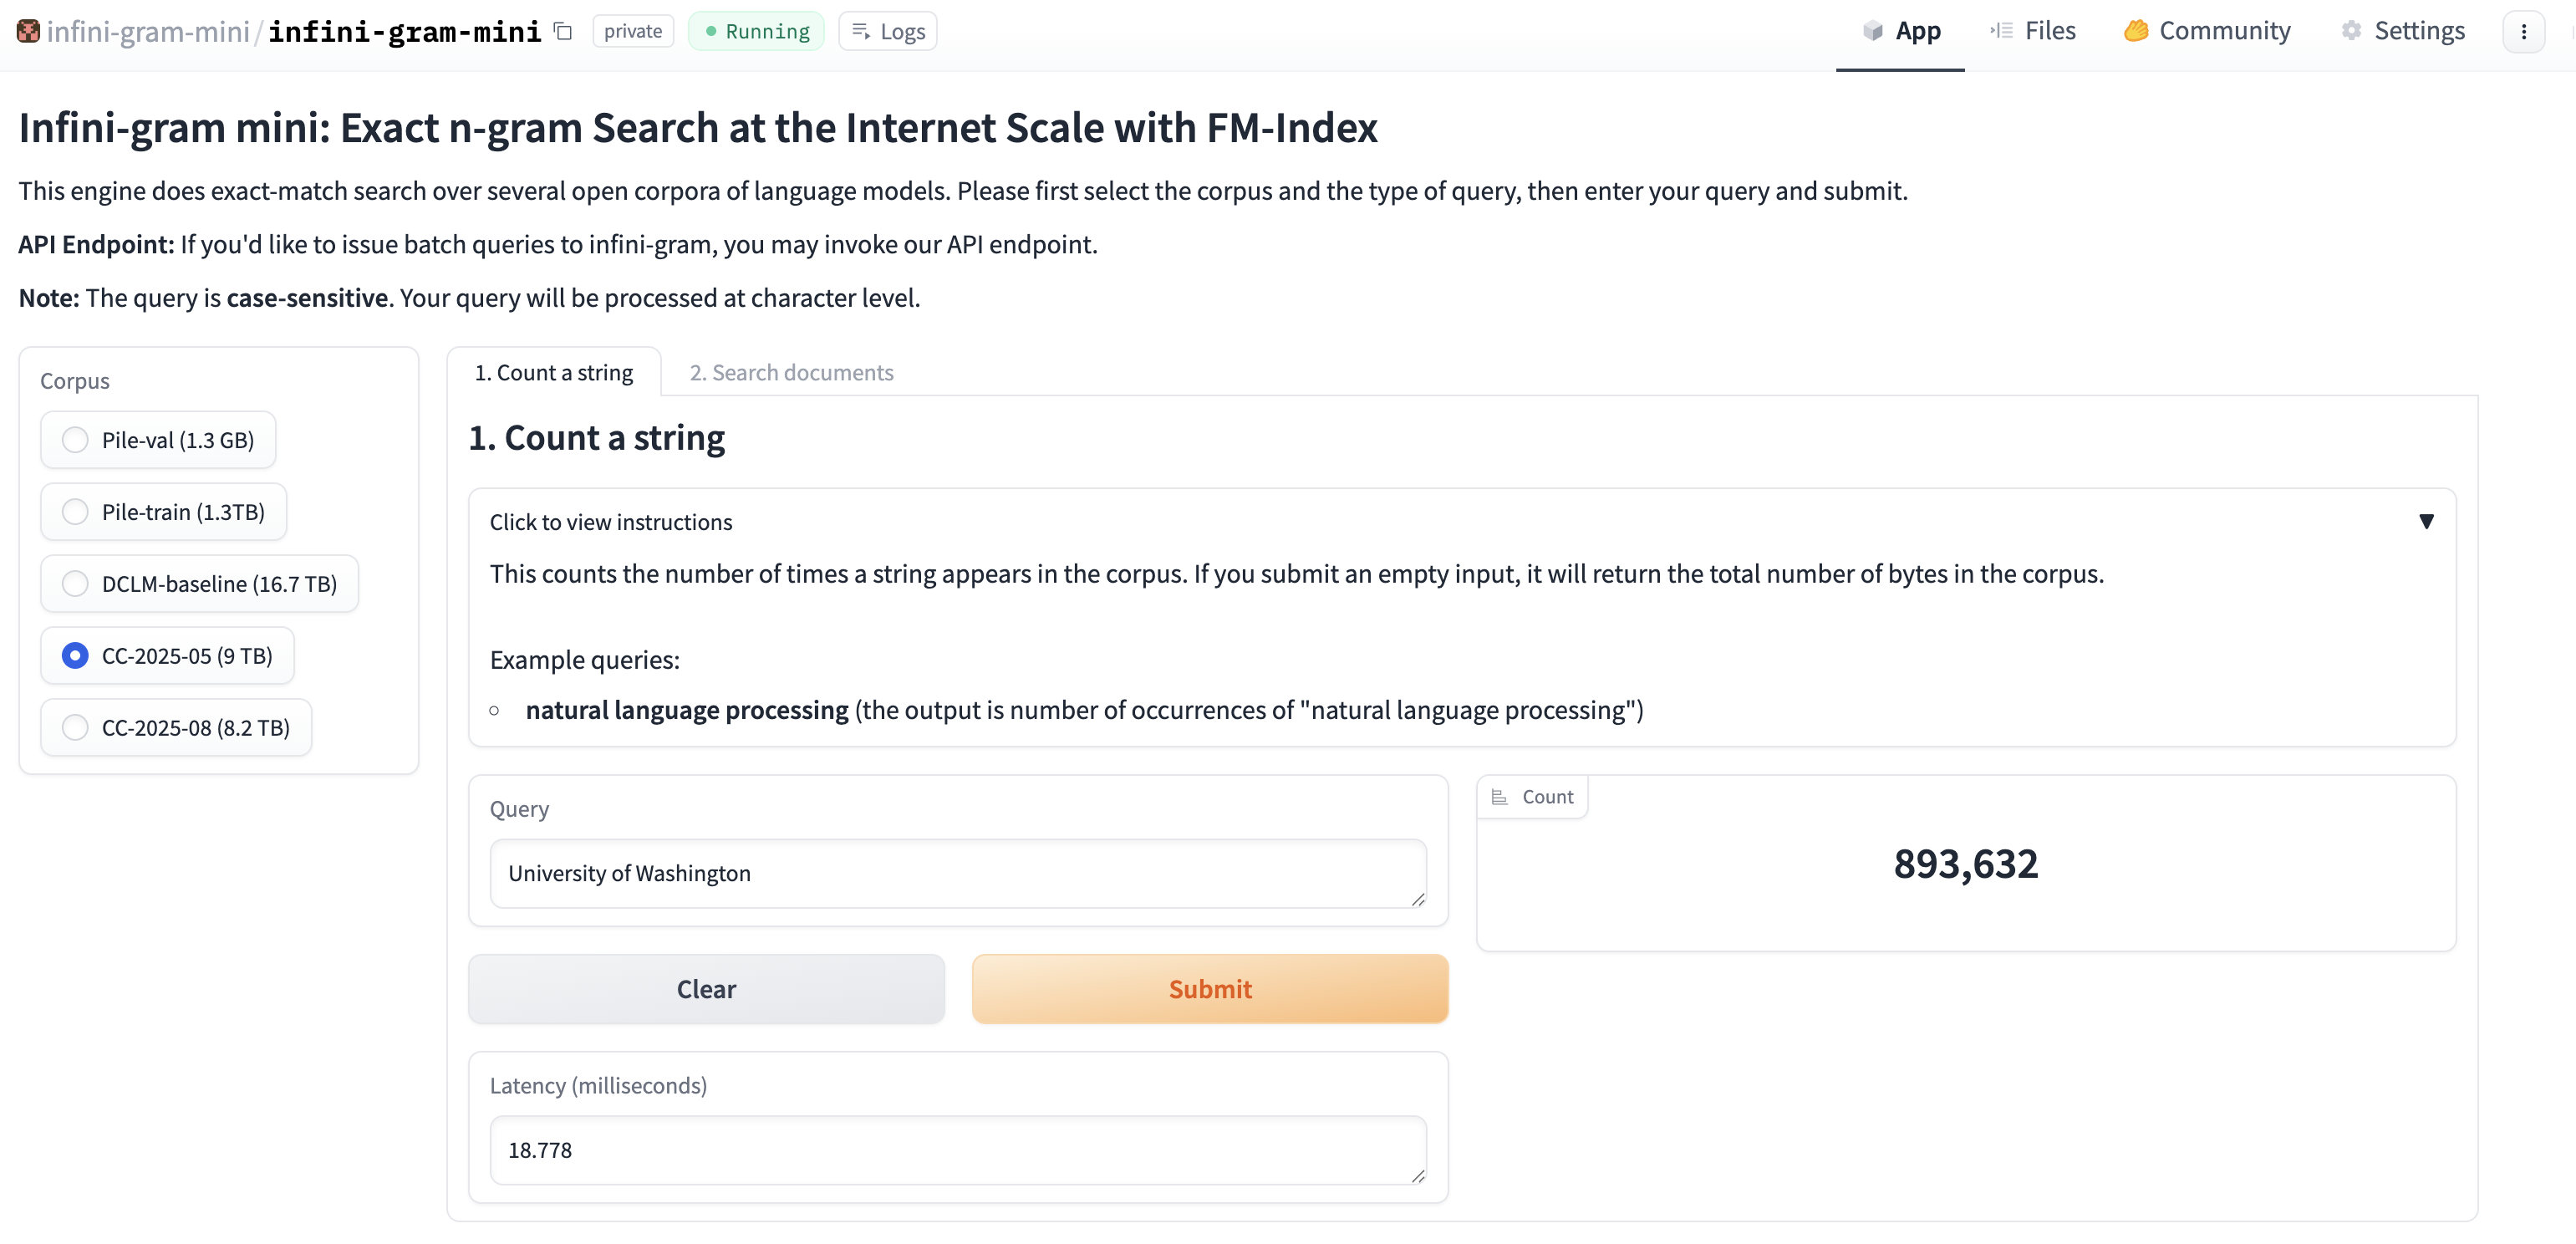 infini-gram-mini/infini-gram-mini private Running Logs App Files Community Settings
Infini-gram mini: Exact n-gram Search at the Internet Scale with FM-Index
This engine does exact-match search over several open corpora of language models. Please first select the corpus and the type of query, then enter your query and submit.
API Endpoint: If you'd like to issue batch queries to infini-gram, you may invoke our API endpoint.
Note: The query is case-sensitive. Your query will be processed at character level.
Corpus
Pile-val (1.3 GB)
Pile-train (1.3TB)
DCLM-baseline (16.7 TB)
CC-2025-05 (9 TB)
CC-2025-08 (8.2 TB)
1. Count a string 2. Search documents
1. Count a string
Click to view instructions ▼
This counts the number of times a string appears in the corpus. If you submit an empty input, it will return the total number of bytes in the corpus.
Example queries:
natural language processing (the output is number of occurrences of "natural language processing")
Query
University of Washington
Count
893,632
Clear Submit
Latency (milliseconds)
18.778